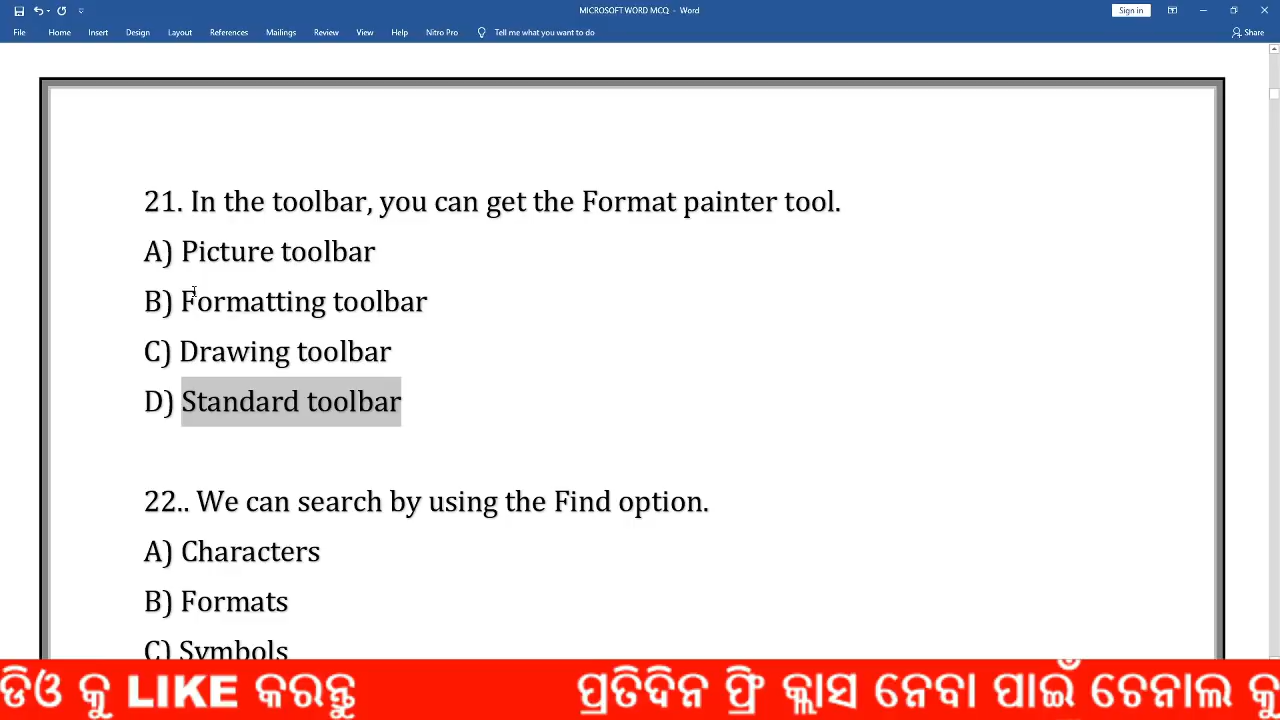 MICROSOFT WORD MCQ - Word
Sign in
File Home Insert Design Layout References Mailings Review View Help Nitro Pro Tell me what you want to do Share
21. In the toolbar, you can get the Format painter tool.
A) Picture toolbar
B) Formatting toolbar
C) Drawing toolbar
D) Standard toolbar
22.. We can search by using the Find option.
A) Characters
B) Formats
C) Symbols
ଡିଓ କୁ LIKE କରନ୍ତୁ ପ୍ରତିଦିନ ଫ୍ରି କ୍ଲାସ ନେବା ପାଇଁ ଚେନାଲ କୁ